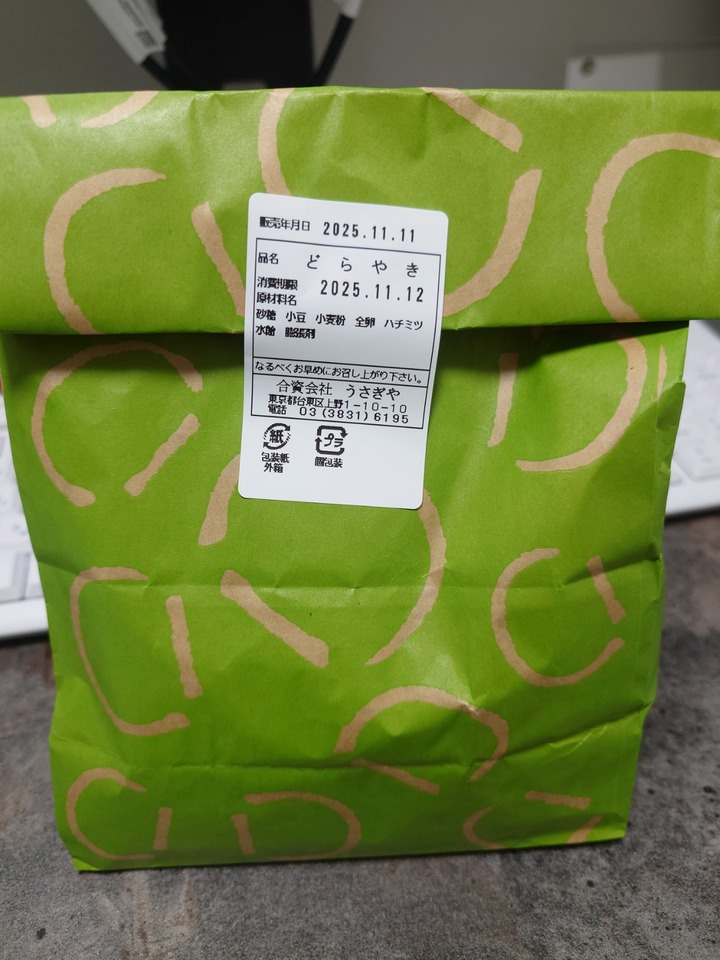 販売年月日 2025.11.11
品名 どらやき
消費期限 2025.11.12
原材料名
砂糖 小豆 小麦粉 全卵 ハチミツ
水飴 膨張剤
なるべくお早めにお召し上がり下さい。
合資会社 うさぎや
東京都台東区上野1-10-10
電話 03(3831)6195
紙 プラ
包装紙 個包装
外箱